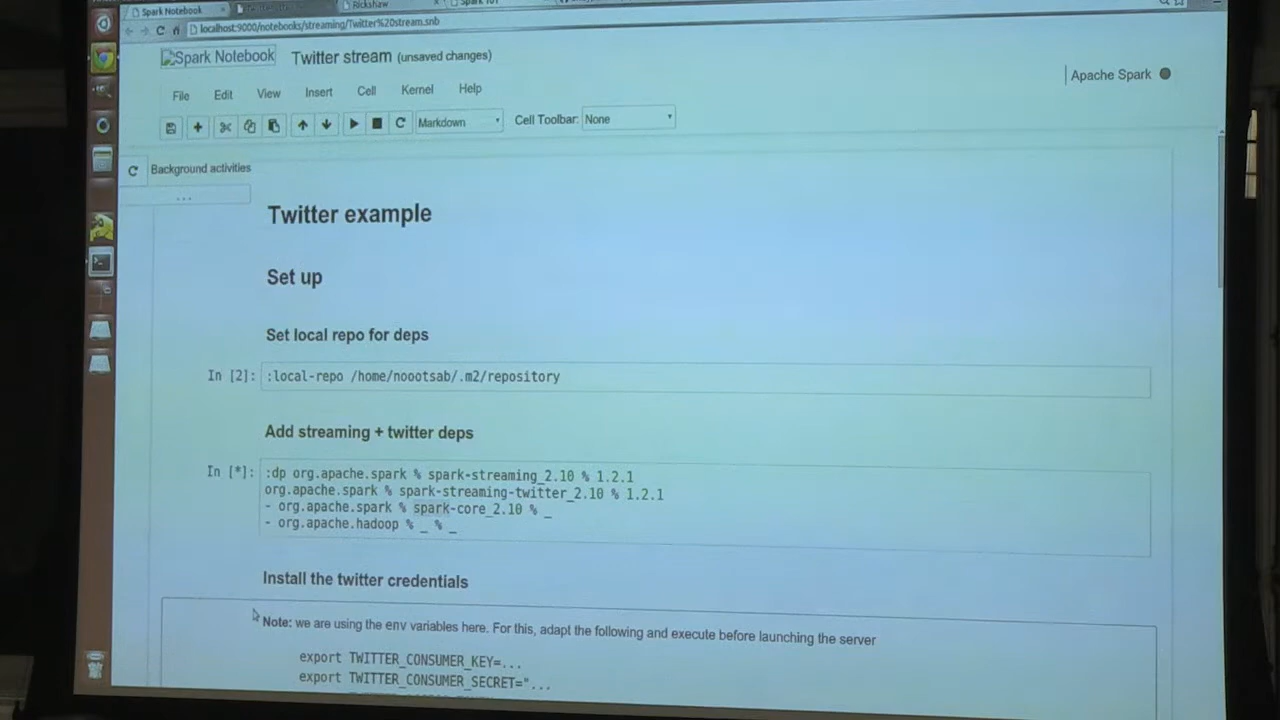 Spark Notebook
Rickshaw
localhost:9000/notebooks/streaming/Twitter%20stream.snb
Spark Notebook Twitter stream (unsaved changes)
Apache Spark
File Edit View Insert Cell Kernel Help
Markdown Cell Toolbar: None
Background activities
...
Twitter example
Set up
Set local repo for deps
In [2]: :local-repo /home/noootsab/.m2/repository
Add streaming + twitter deps
In [*]: :dp org.apache.spark % spark-streaming_2.10 % 1.2.1
org.apache.spark % spark-streaming-twitter_2.10 % 1.2.1
- org.apache.spark % spark-core_2.10 % _
- org.apache.hadoop % _ % _
Install the twitter credentials
Note: we are using the env variables here. For this, adapt the following and execute before launching the server
export TWITTER_CONSUMER_KEY=...
export TWITTER_CONSUMER_SECRET="...